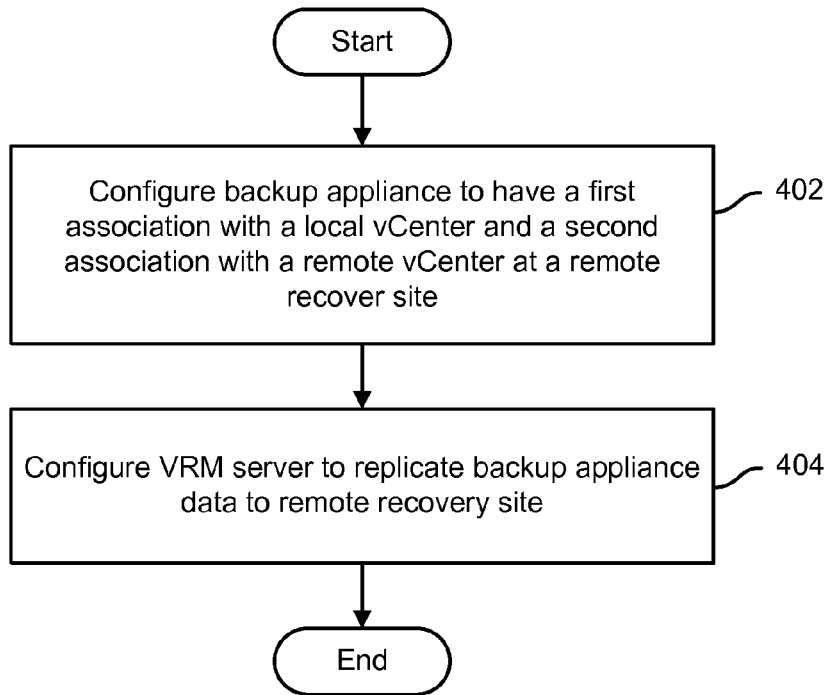 Start
Configure backup appliance to have a first
association with a local vCenter and a second
association with a remote vCenter at a remote
recover site
402
Configure VRM server to replicate backup appliance
data to remote recovery site
404
End